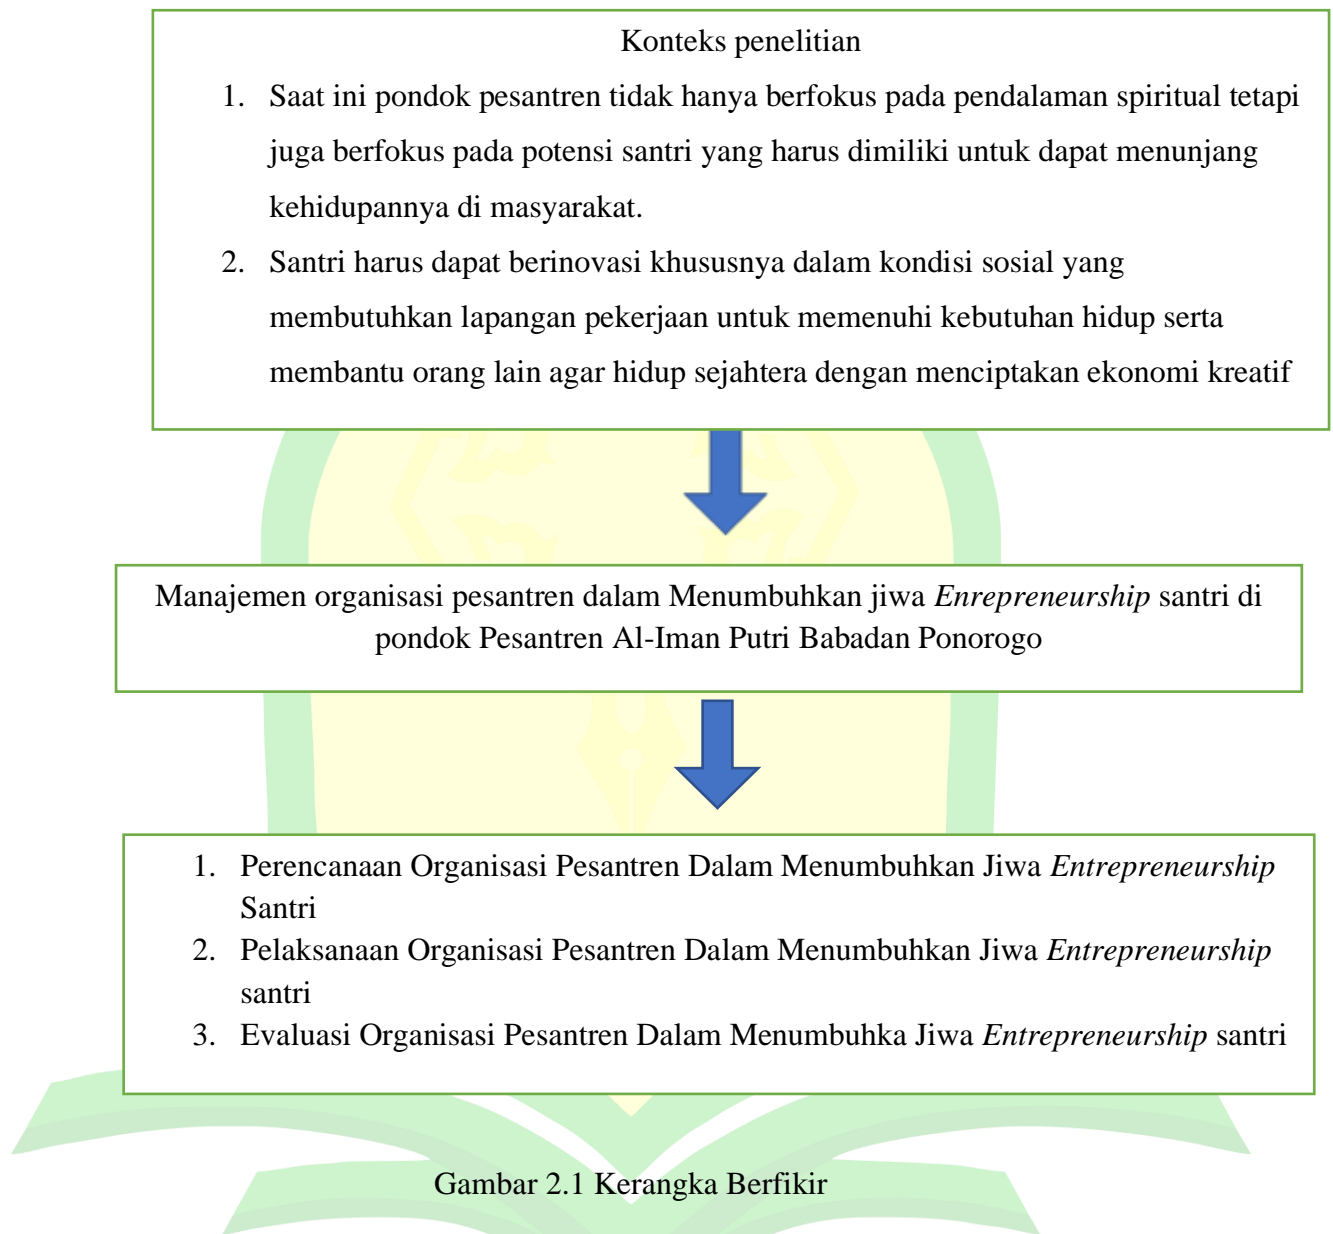 Konteks penelitian
1. Saat ini pondok pesantren tidak hanya berfokus pada pendalaman spiritual tetapi
juga berfokus pada potensi santri yang harus dimiliki untuk dapat menunjang
kehidupannya di masyarakat.
2. Santri harus dapat berinovasi khususnya dalam kondisi sosial yang
membutuhkan lapangan pekerjaan untuk memenuhi kebutuhan hidup serta
membantu orang lain agar hidup sejahtera dengan menciptakan ekonomi kreatif
Manajemen organisasi pesantren dalam Menumbuhkan jiwa Enrepreneurship santri di
pondok Pesantren Al-Iman Putri Babadan Ponorogo
1. Perencanaan Organisasi Pesantren Dalam Menumbuhkan Jiwa Entrepreneurship
Santri
2. Pelaksanaan Organisasi Pesantren Dalam Menumbuhkan Jiwa Entrepreneurship
santri
3. Evaluasi Organisasi Pesantren Dalam Menumbuhka Jiwa Entrepreneurship santri
Gambar 2.1 Kerangka Berfikir